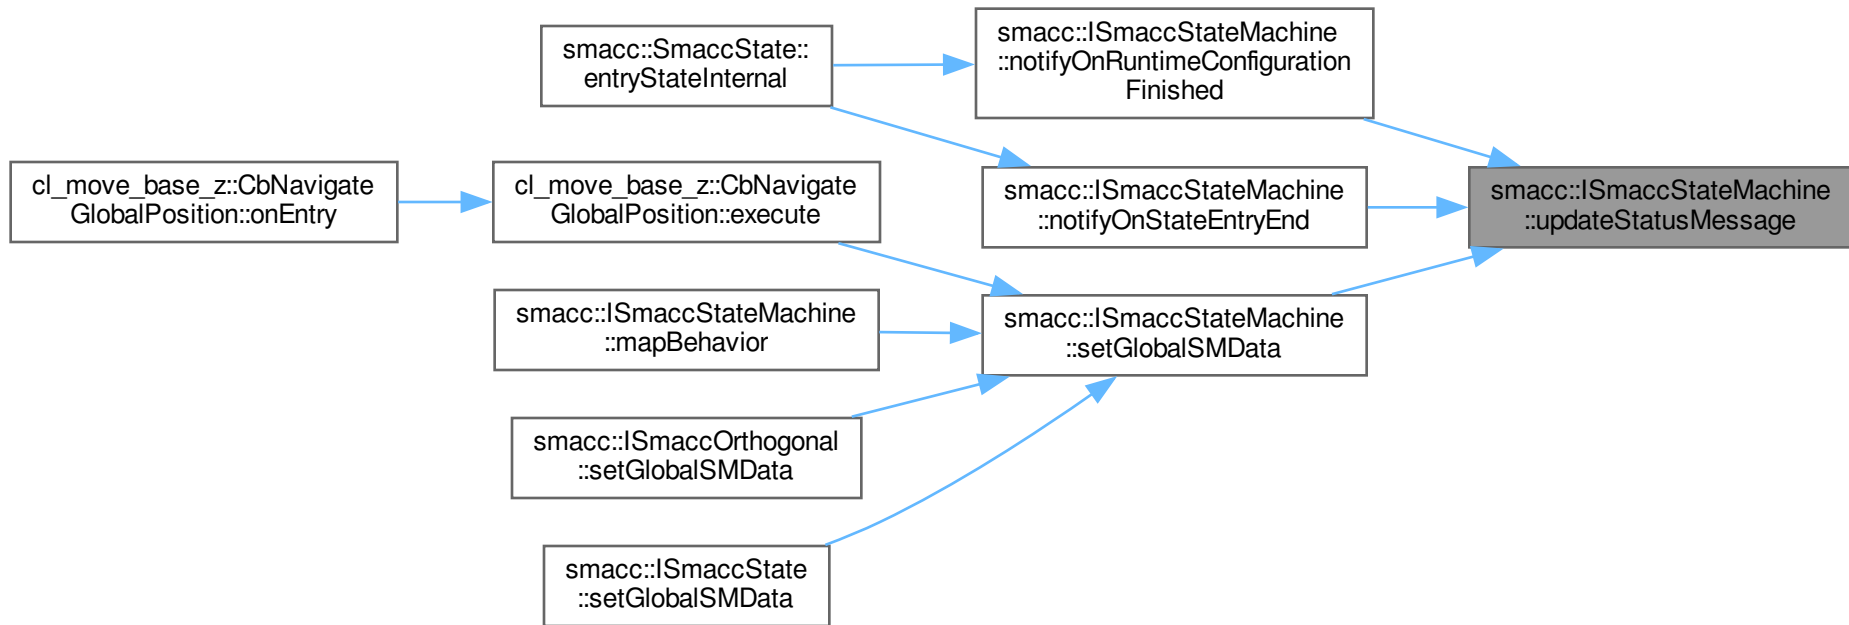 smacc::SmaccState::
entryStateInternal
smacc::ISmaccStateMachine
::notifyOnRuntimeConfiguration
Finished
cl_move_base_z::CbNavigate
GlobalPosition::onEntry
cl_move_base_z::CbNavigate
GlobalPosition::execute
smacc::ISmaccStateMachine
::notifyOnStateEntryEnd
smacc::ISmaccStateMachine
::updateStatusMessage
smacc::ISmaccStateMachine
::mapBehavior
smacc::ISmaccStateMachine
::setGlobalSMData
smacc::ISmaccOrthogonal
::setGlobalSMData
smacc::ISmaccState
::setGlobalSMData